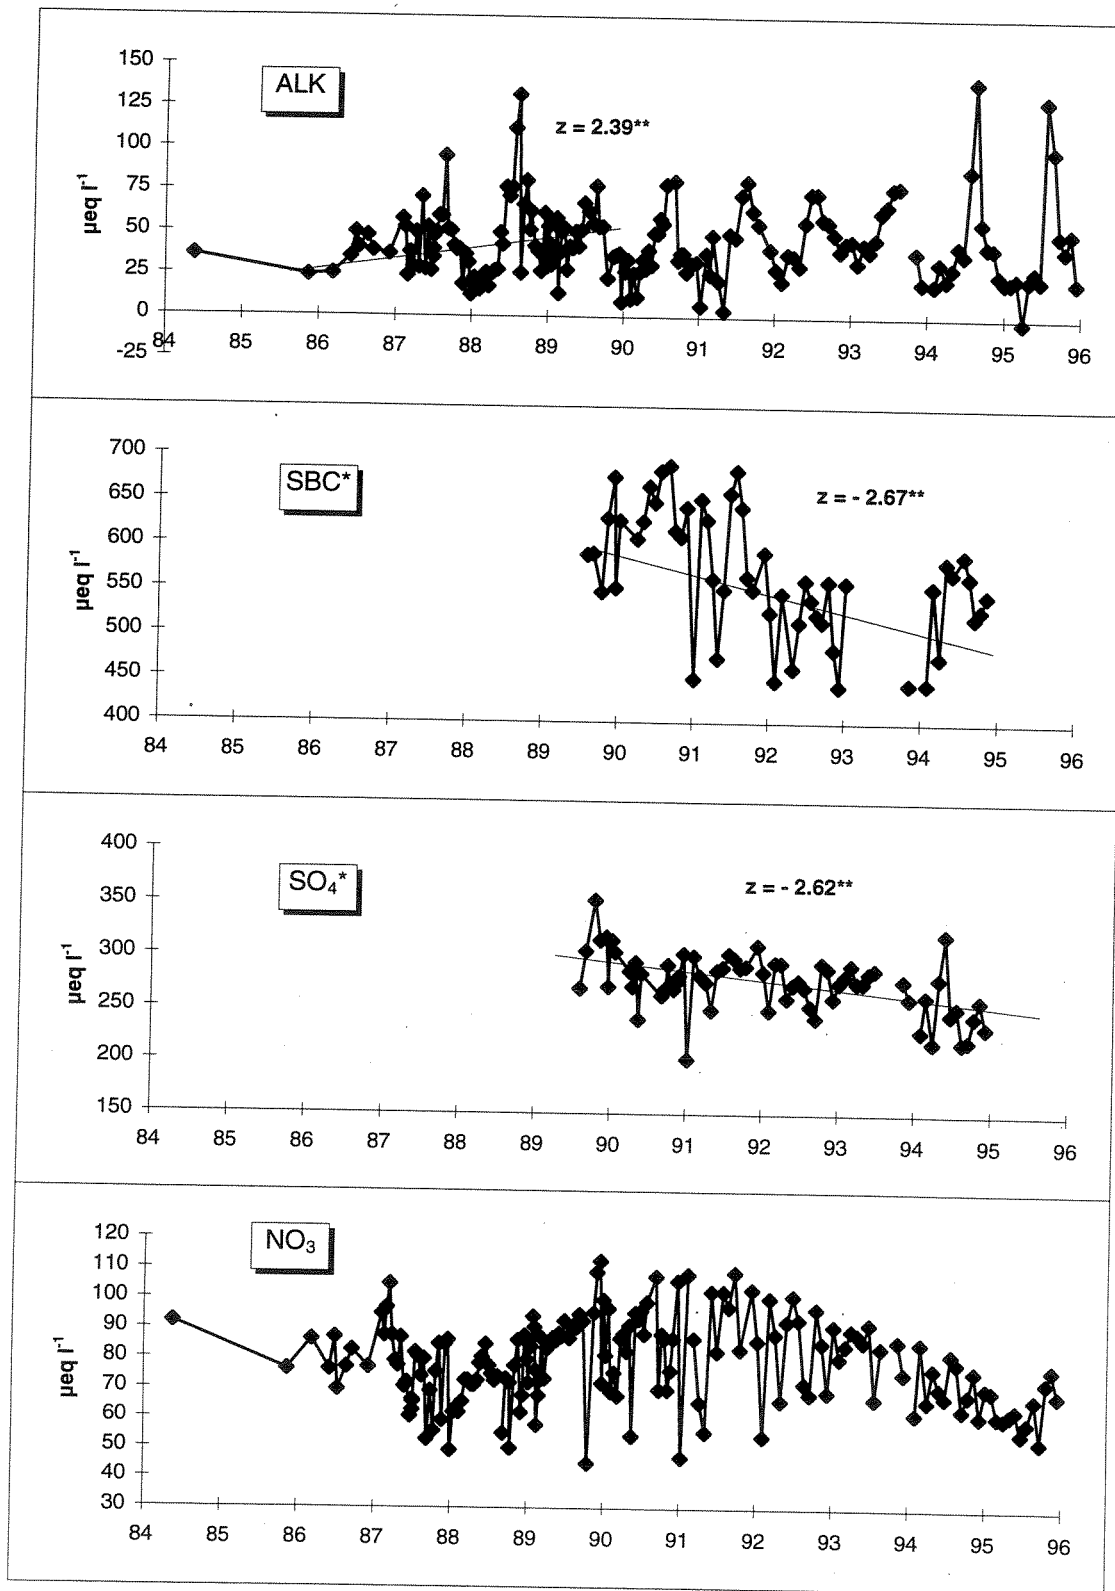 ALK
z = 2.39**
µeq l-1
150
125
100
75
50
25
0
-25
84 85 86 87 88 89 90 91 92 93 94 95 96
SBC*
z = - 2.67**
µeq l-1
700
650
600
550
500
450
400
84 85 86 87 88 89 90 91 92 93 94 95 96
SO₄*
z = - 2.62**
µeq l-1
400
350
300
250
200
150
84 85 86 87 88 89 90 91 92 93 94 95 96
NO₃
µeq l-1
120
110
100
90
80
70
60
50
40
30
84 85 86 87 88 89 90 91 92 93 94 95 96